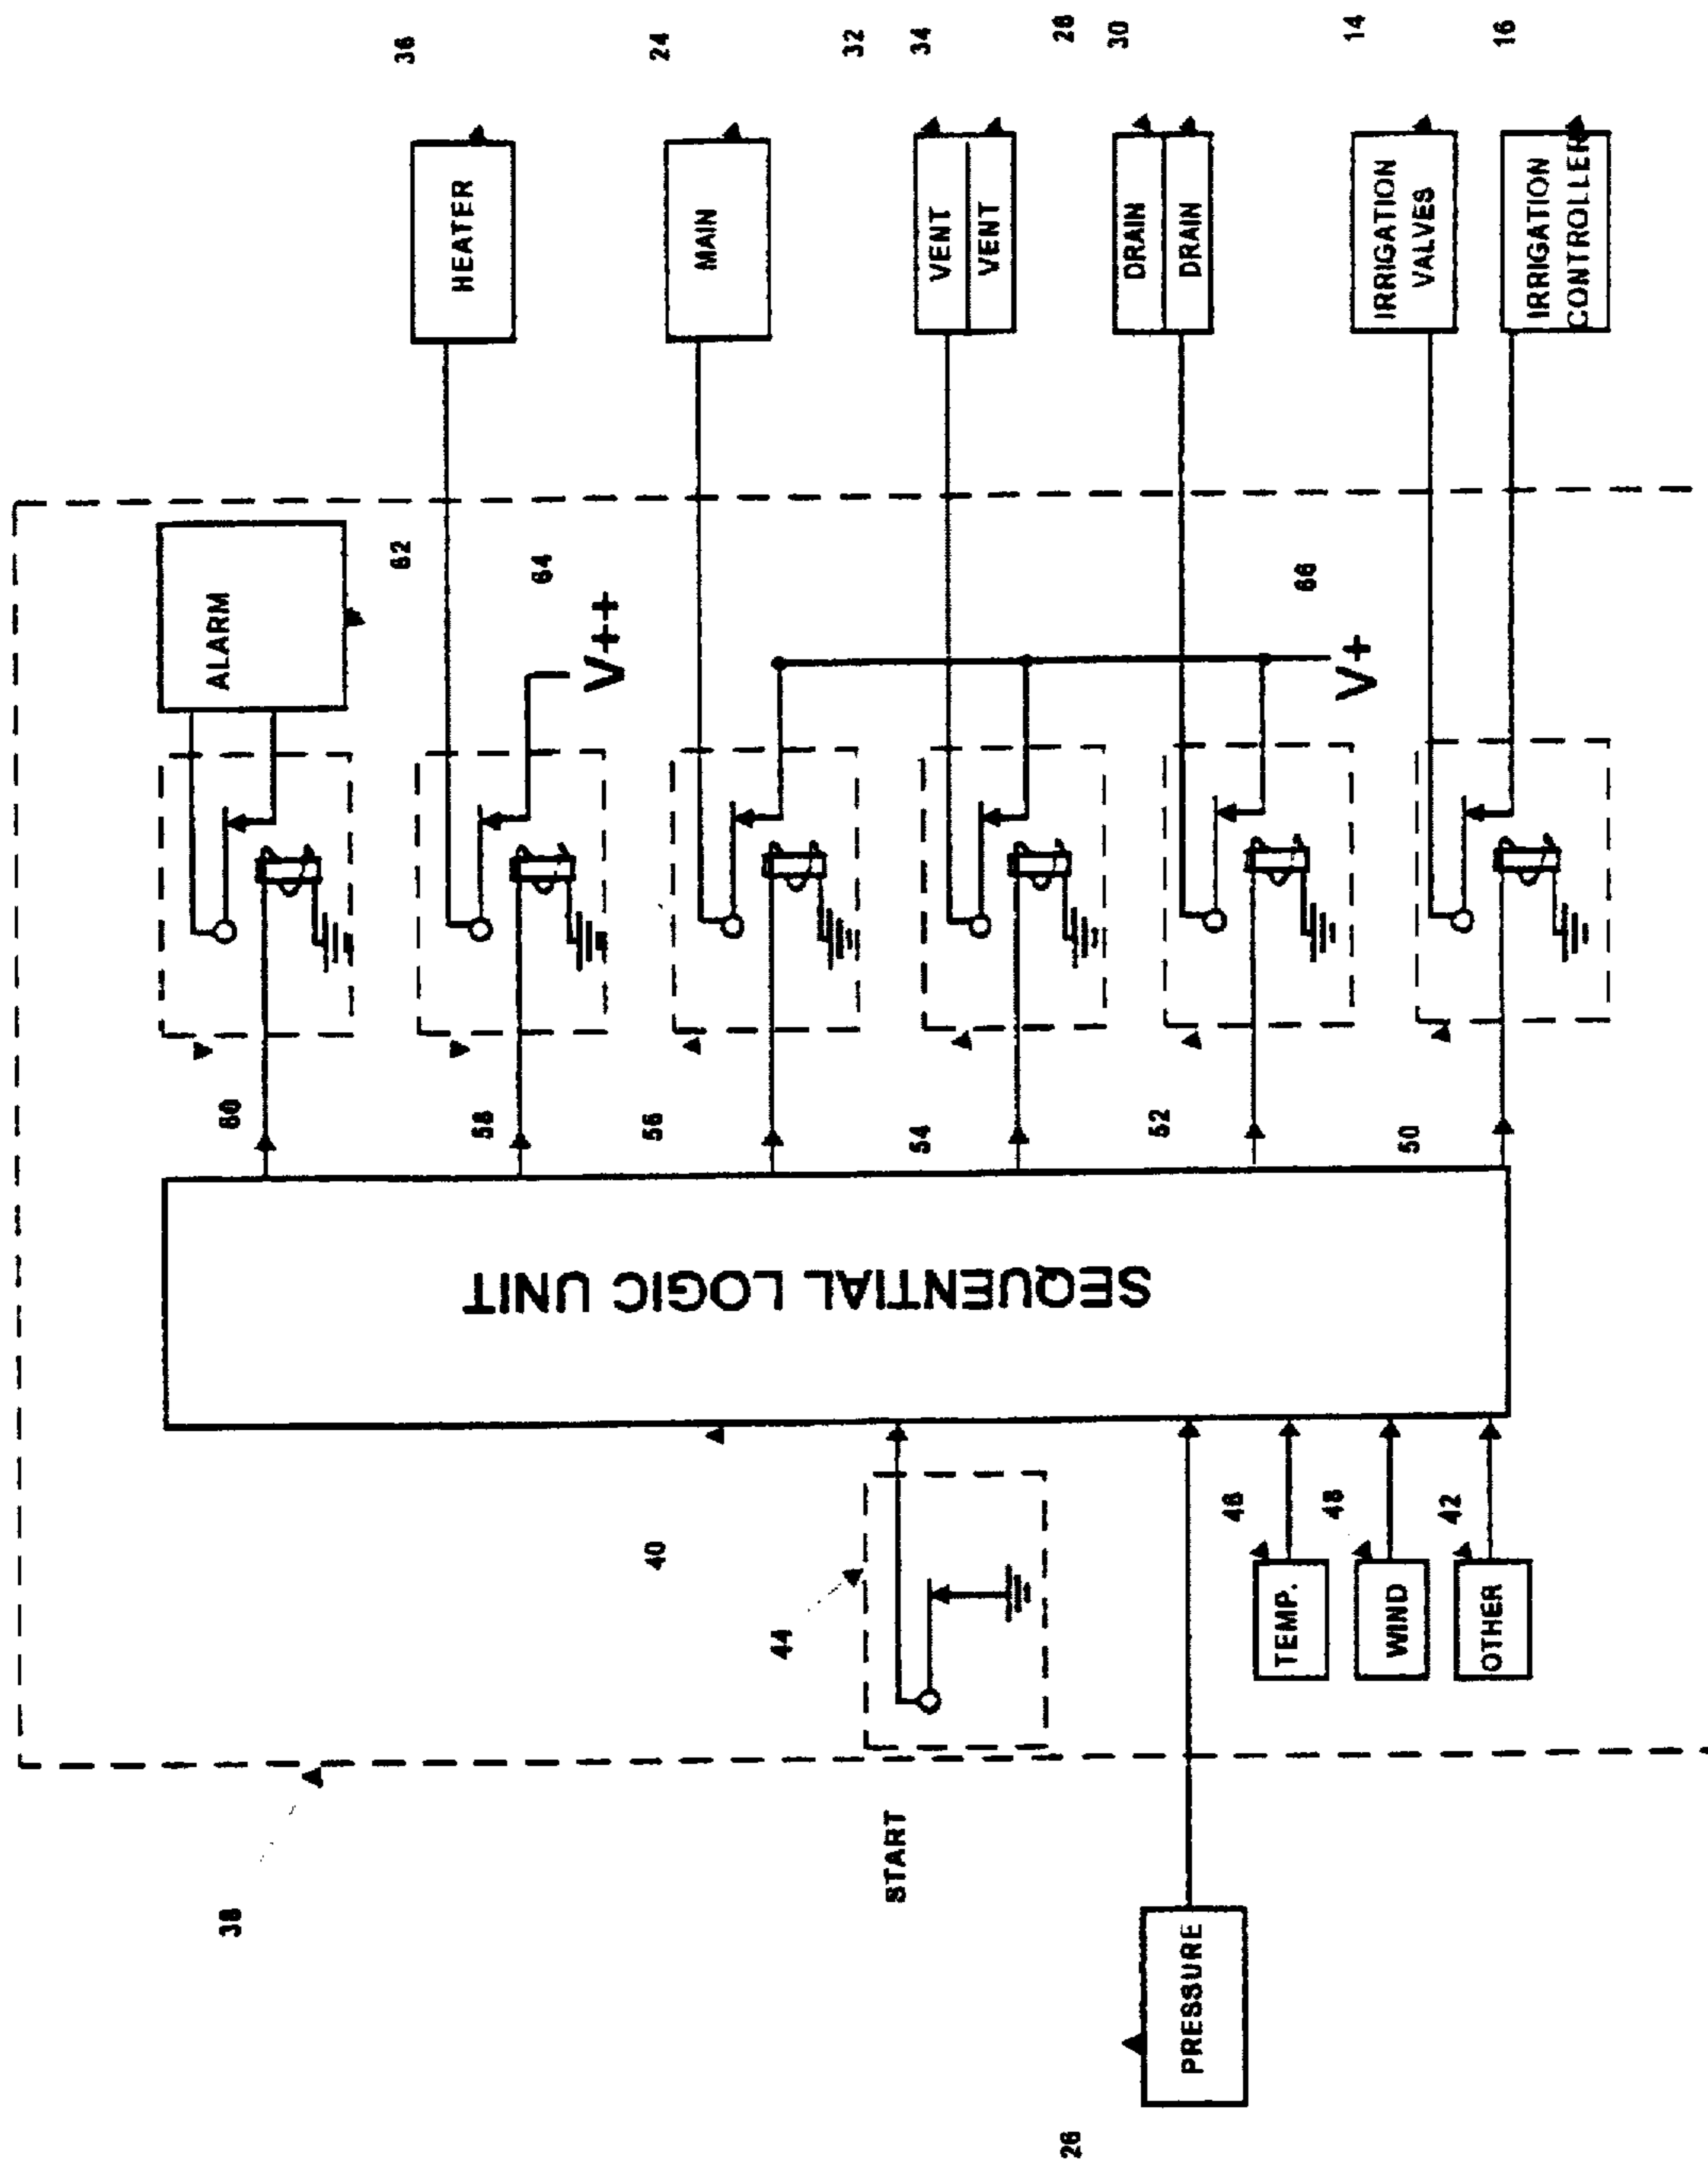 38
60
ALARM
62
36
HEATER
58
64
V++
40
56
24
MAIN
SEQUENTIAL LOGIC UNIT
44
32
START
54
34
VENT
VENT
26
28
30
DRAIN
52
PRESSURE
DRAIN
46
TEMP.
66
V+
48
WIND
14
50
IRRIGATION
VALVES
42
OTHER
16
IRRIGATION
CONTROLLER